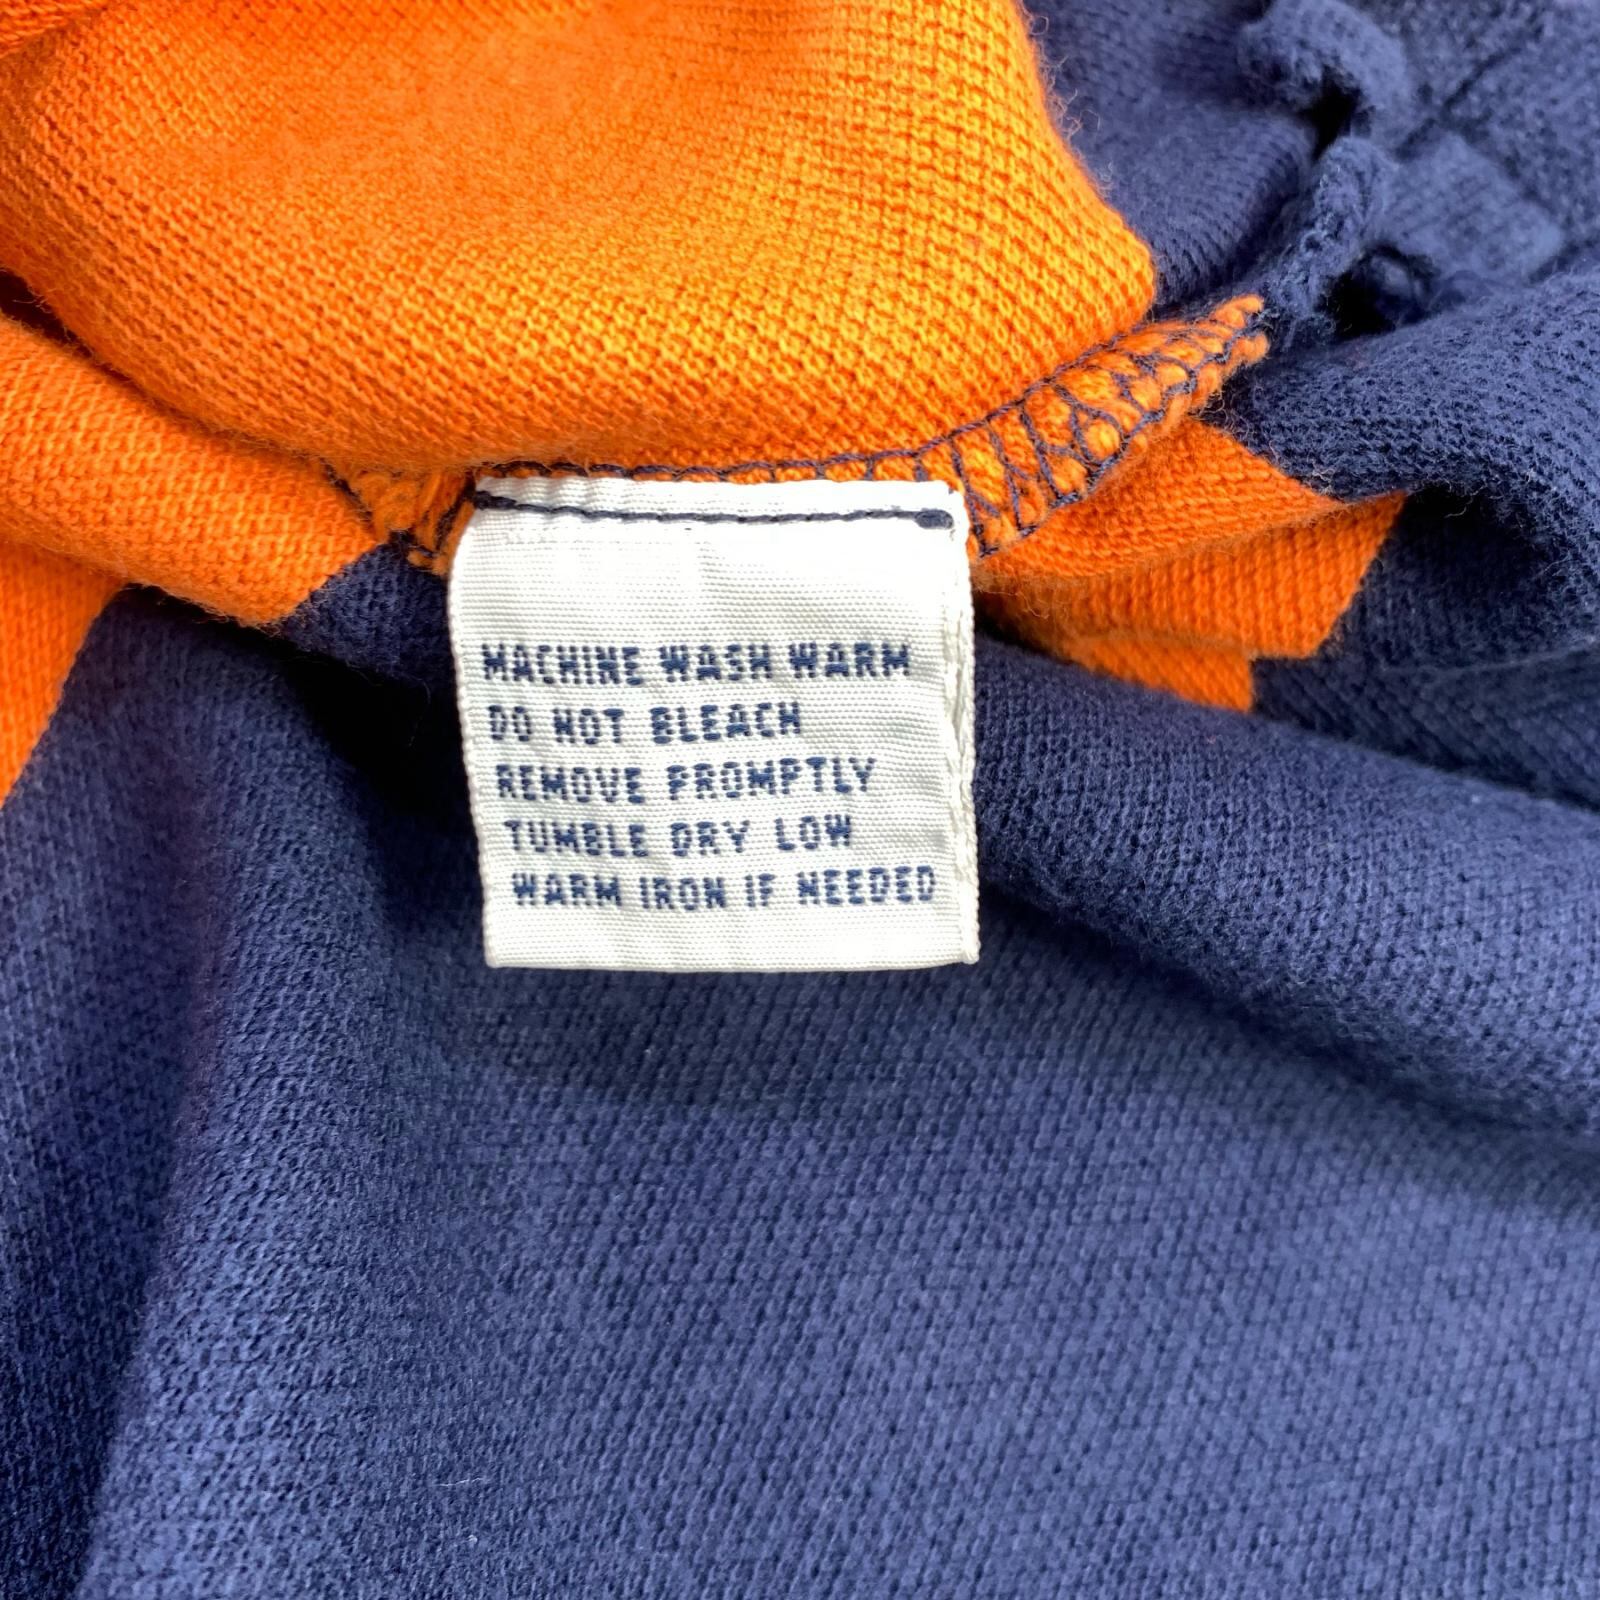 MACHINE WASH WARM
DO NOT BLEACH
REMOVE PROMPTLY
TUMBLE DRY LOW
WARM IRON IF NEEDED